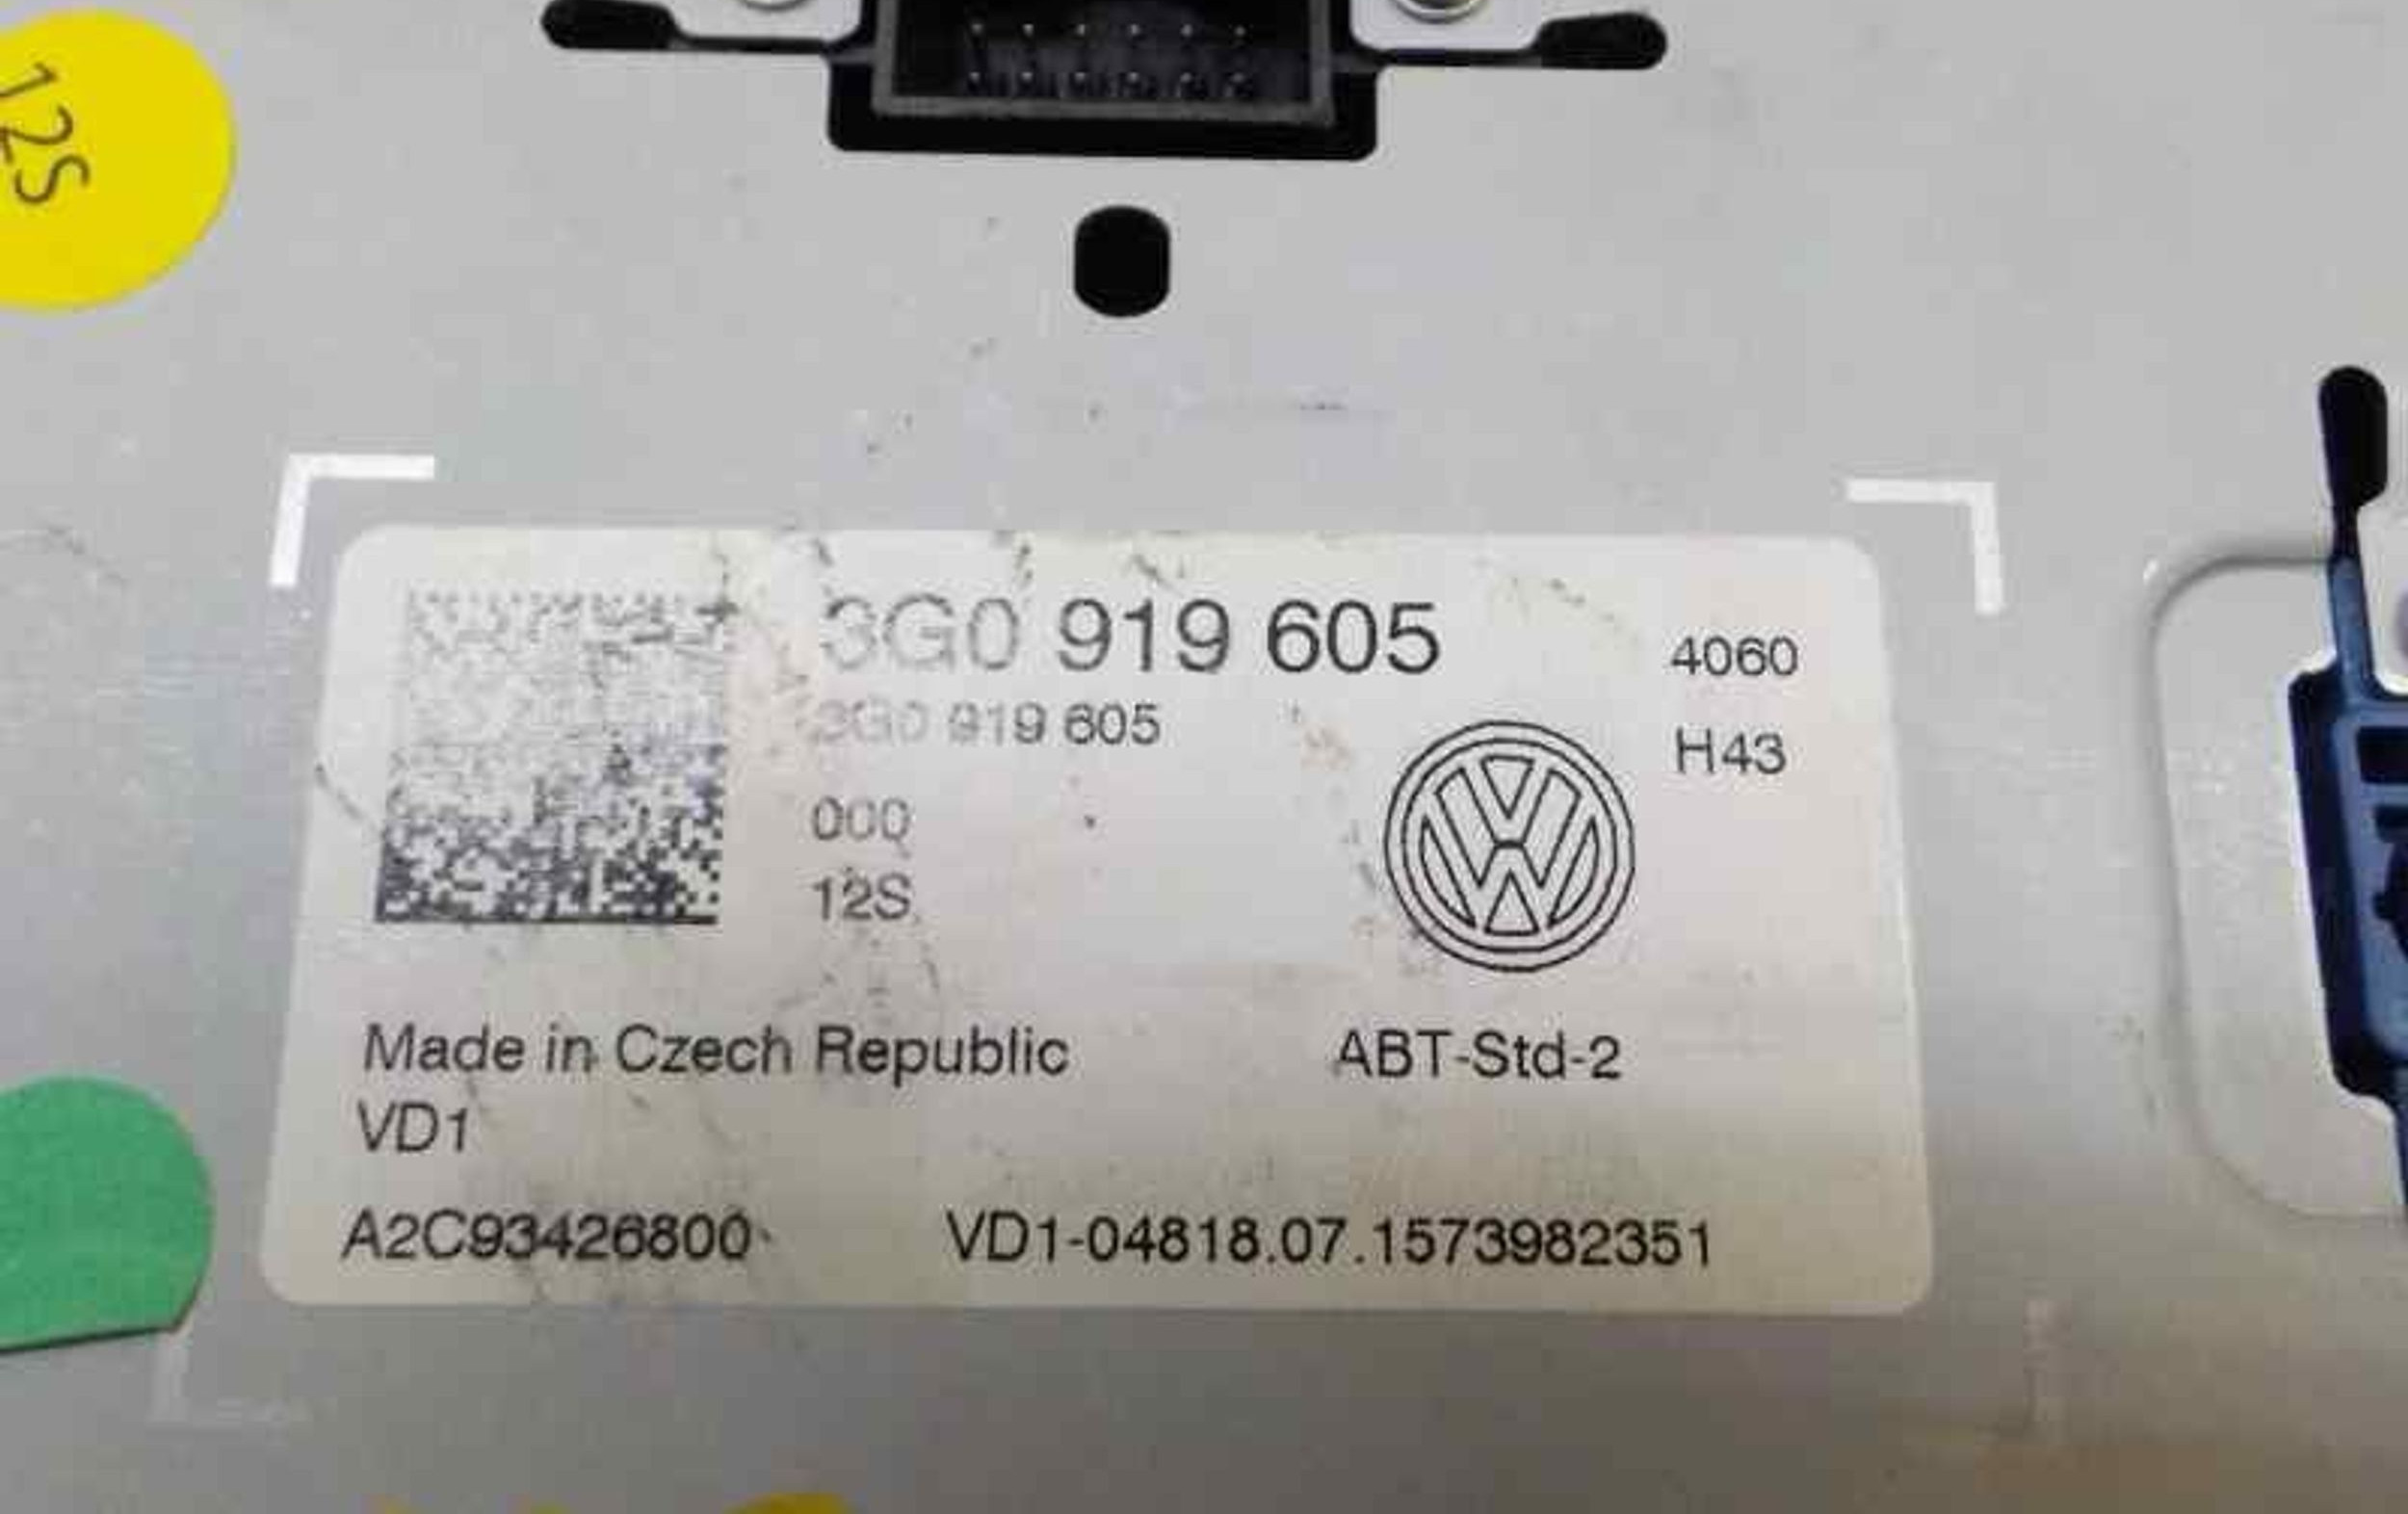 12S
3G0 919 605
4060
3G0 919 605
H43
000
12S
Made in Czech Republic
ABT-Std-2
VD1
A2C93426800
VD1-04818.07.1573982351